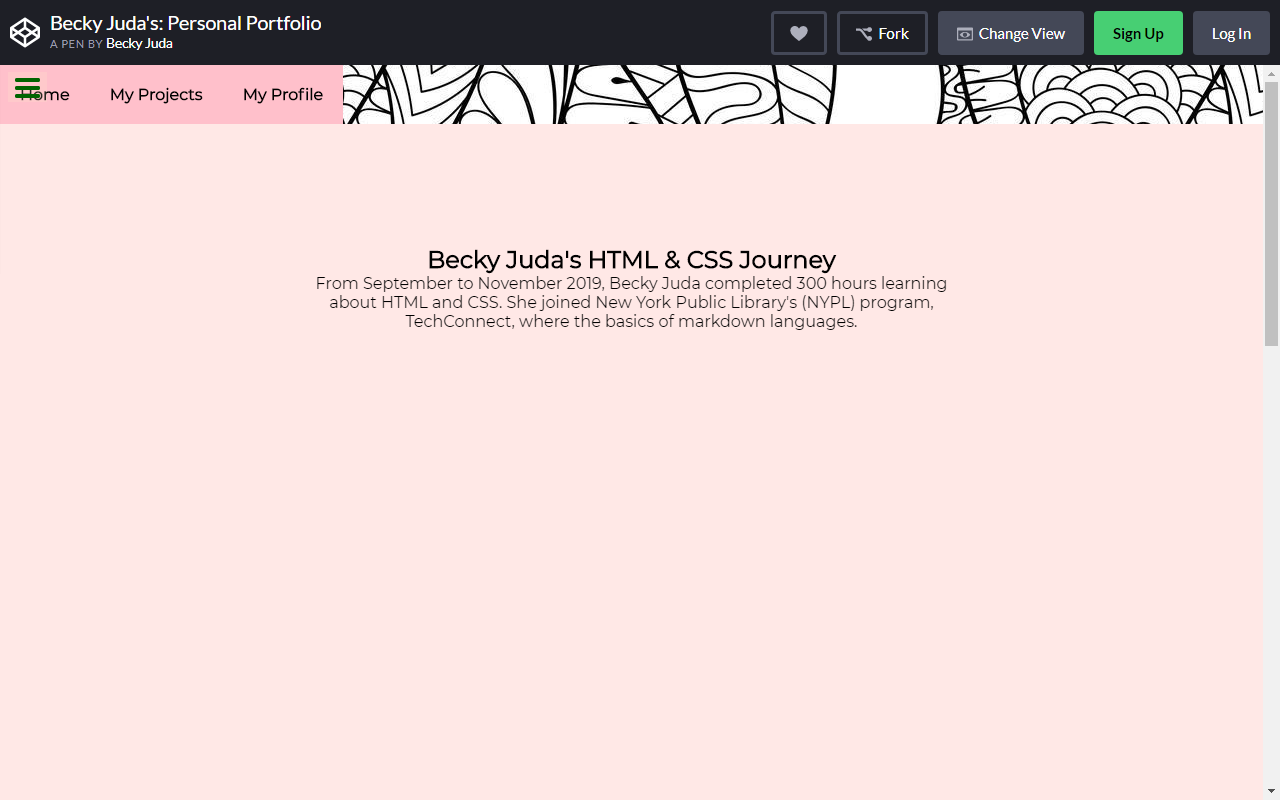 Becky Juda's: Personal Portfolio
A PEN BY Becky Juda
Fork
Change View
Sign Up
Log In
Home
My Projects
My Profile
Becky Juda's HTML & CSS Journey
From September to November 2019, Becky Juda completed 300 hours learning
about HTML and CSS. She joined New York Public Library's (NYPL) program,
TechConnect, where the basics of markdown languages.